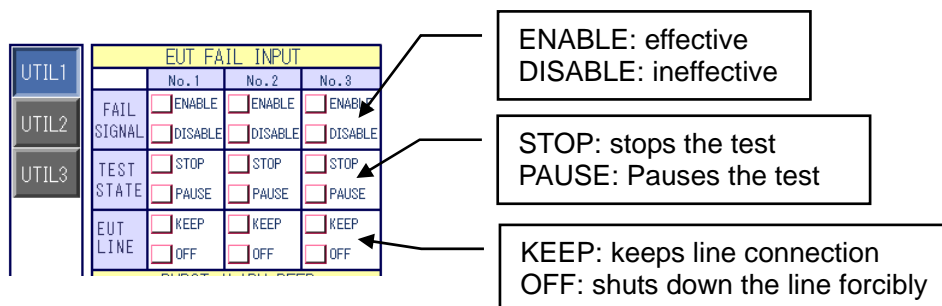 UTIL1
UTIL2
UTIL3
EUT FAIL INPUT
No.1 No.2 No.3
FAIL SIGNAL
ENABLE ENABLE ENABLE
DISABLE DISABLE DISABLE
TEST STATE
STOP STOP STOP
PAUSE PAUSE PAUSE
EUT LINE
KEEP KEEP KEEP
OFF OFF OFF
ENABLE: effective
DISABLE: ineffective
STOP: stops the test
PAUSE: Pauses the test
KEEP: keeps line connection
OFF: shuts down the line forcibly